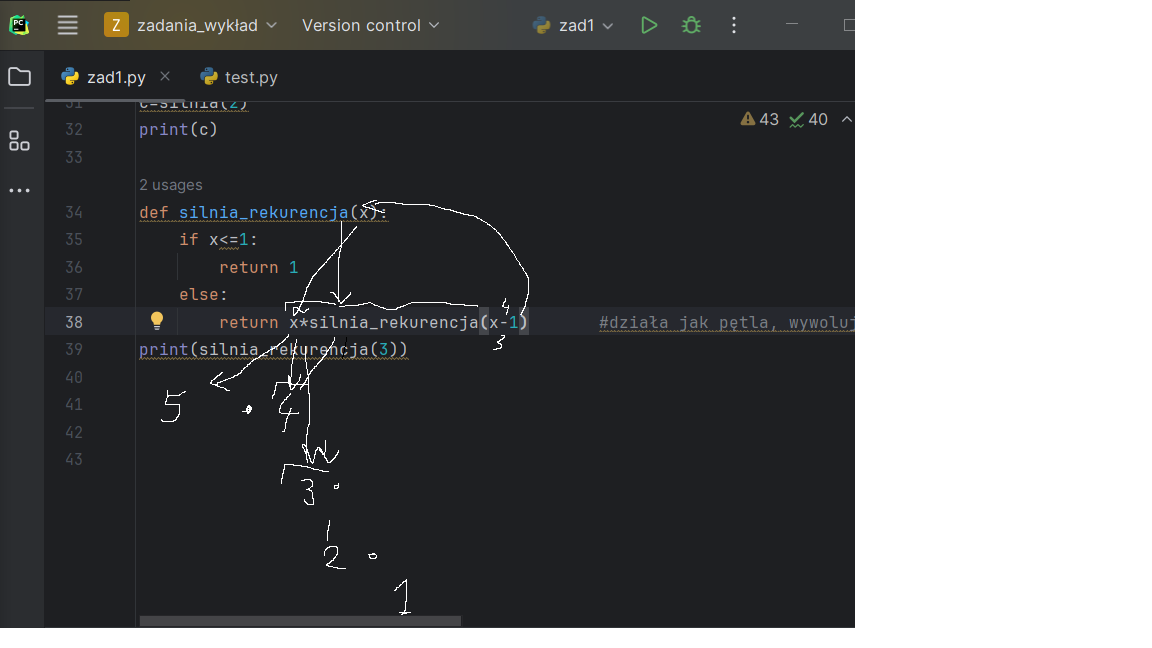 PC
Z zadania_wykład Version control zad1
zad1.py test.py
31 c=silnia(2)
32 print(c)
43 40
33
2 usages
34 def silnia_rekurencja(x):
35 if x<=1:
36 return 1
37 else:
4
38 return x*silnia_rekurencja(x-1) #działa jak pętla, wywołuj
3
39 print(silnia_rekurencja(3))
40
41
5 · 4
42
43
3 ·
2 ·
1